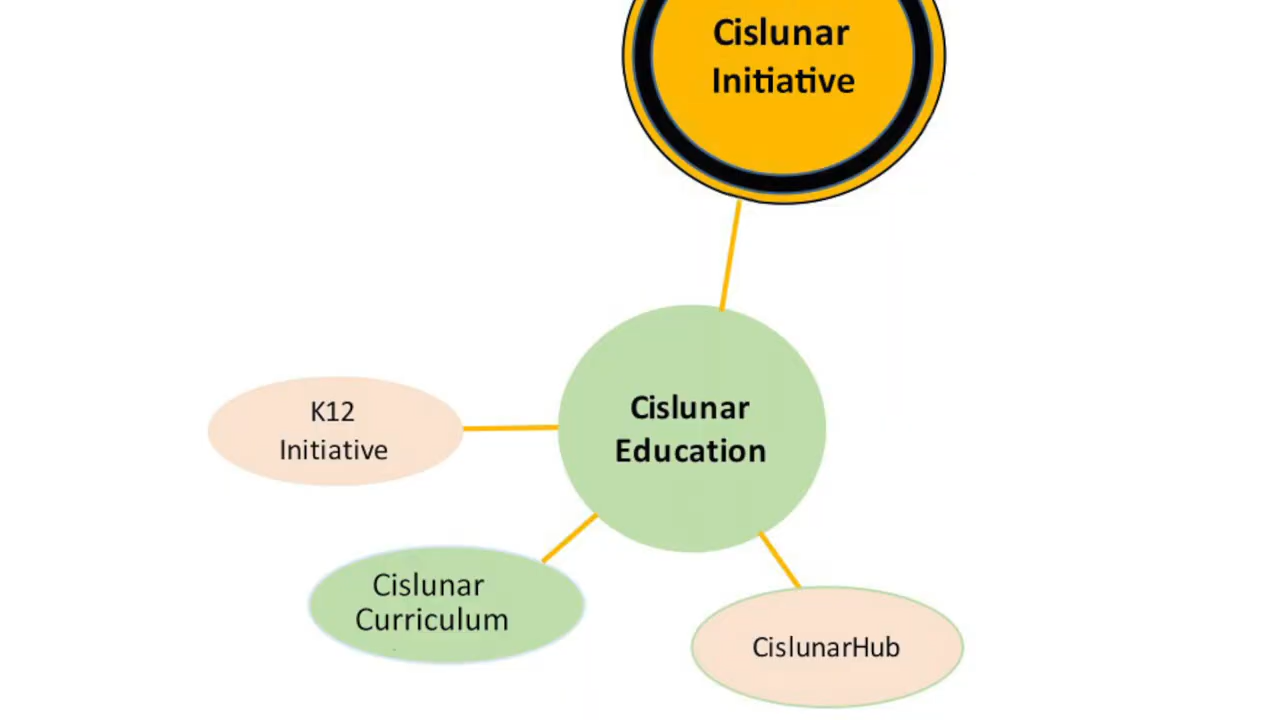 Cislunar
Initiative
Cislunar
Education
K12
Initiative
Cislunar
Curriculum
CislunarHub